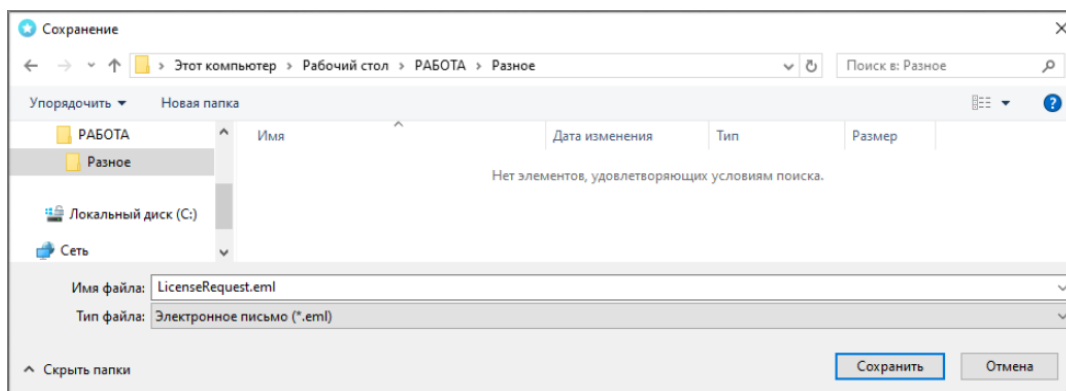 Сохранение
Этот компьютер > Рабочий стол > РАБОТА > Разное
Поиск в: Разное
Упорядочить
Новая папка
РАБОТА
Имя
Дата изменения
Тип
Размер
Разное
Нет элементов, удовлетворяющих условиям поиска.
Локальный диск (C:)
Сеть
Имя файла: LicenseRequest.eml
Тип файла: Электронное письмо (*.eml)
Скрыть папки
Сохранить
Отмена